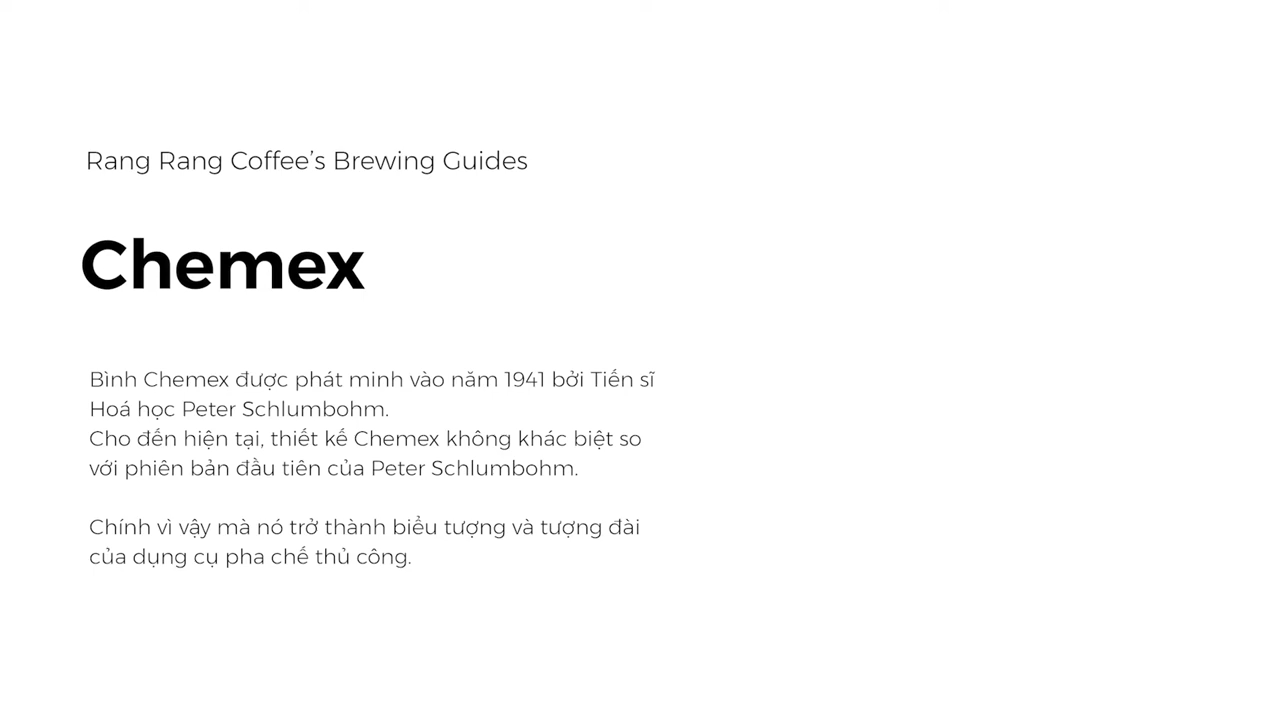 Rang Rang Coffee’s Brewing Guides
Chemex
Bình Chemex được phát minh vào năm 1941 bởi Tiến sĩ
Hoá học Peter Schlumbohm.
Cho đến hiện tại, thiết kế Chemex không khác biệt so
với phiên bản đầu tiên của Peter Schlumbohm.
Chính vì vậy mà nó trở thành biểu tượng và tượng đài
của dụng cụ pha chế thủ công.